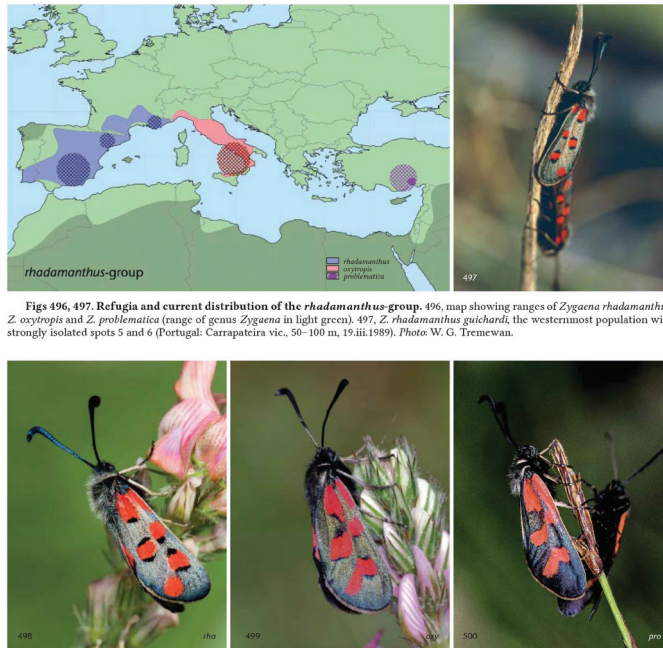 rhadamanthus-group
rhadamanthus
oxytropis
problematica
497
Figs 496, 497. Refugia and current distribution of the rhadamanthus-group. 496, map showing ranges of Zygaena rhadamanthu
Z. oxytropis and Z. problematica (range of genus Zygaena in light green). 497, Z. rhadamanthus guichardi, the westernmost population wi
strongly isolated spots 5 and 6 (Portugal: Carrapateira vic., 50–100 m, 19.iii.1989). Photo: W. G. Tremewan.
498 rha
499 oxy
500 pro